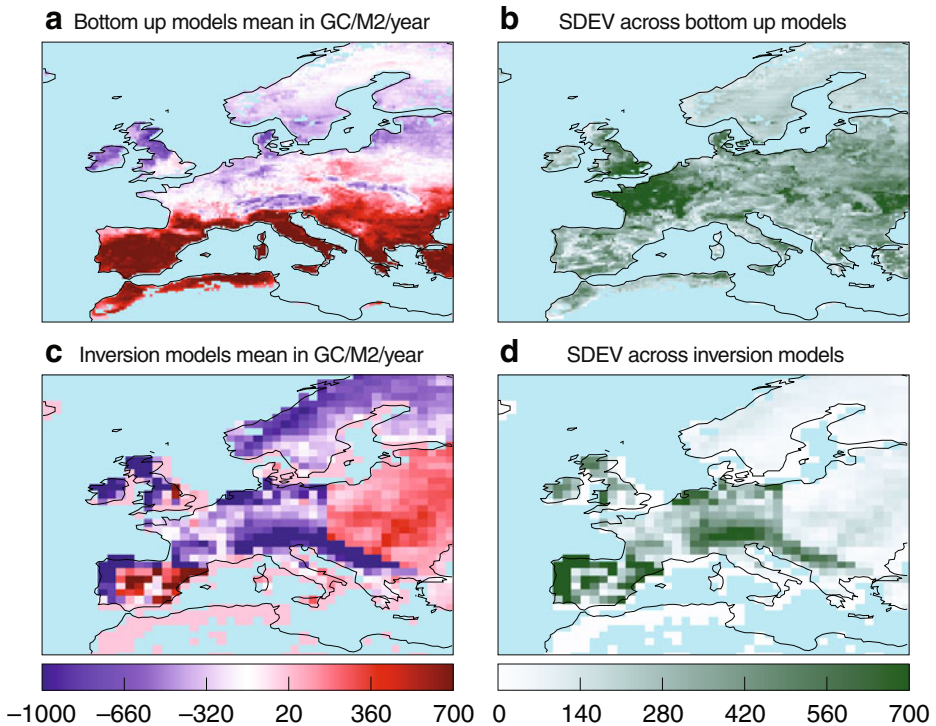 a Bottom up models mean in GC/M2/year
b SDEV across bottom up models
c Inversion models mean in GC/M2/year
d SDEV across inversion models
−1000 −660 −320 20 360 700
0 140 280 420 560 700